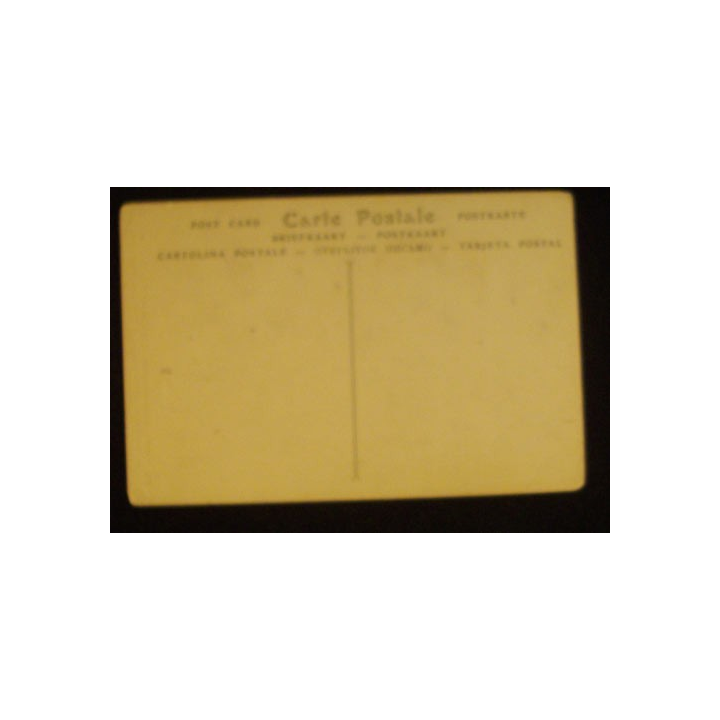 POST CARD Carte Postale POSTKARTE
BRIEFKAART — POSTKAART
CARTOLINA POSTALE — — TARJETA POSTAL